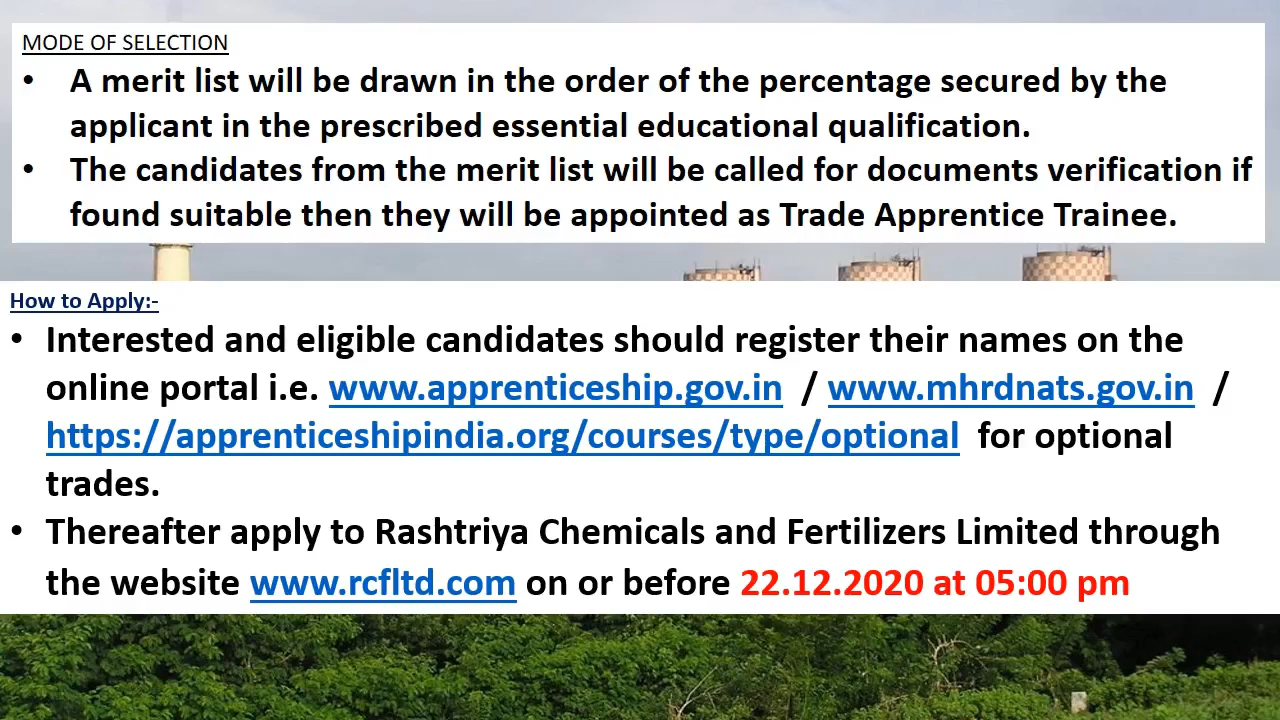 MODE OF SELECTION
• A merit list will be drawn in the order of the percentage secured by the
applicant in the prescribed essential educational qualification.
• The candidates from the merit list will be called for documents verification if
found suitable then they will be appointed as Trade Apprentice Trainee.
How to Apply:-
• Interested and eligible candidates should register their names on the
online portal i.e. www.apprenticeship.gov.in / www.mhrdnats.gov.in /
https://apprenticeshipindia.org/courses/type/optional for optional
trades.
• Thereafter apply to Rashtriya Chemicals and Fertilizers Limited through
the website www.rcfltd.com on or before 22.12.2020 at 05:00 pm